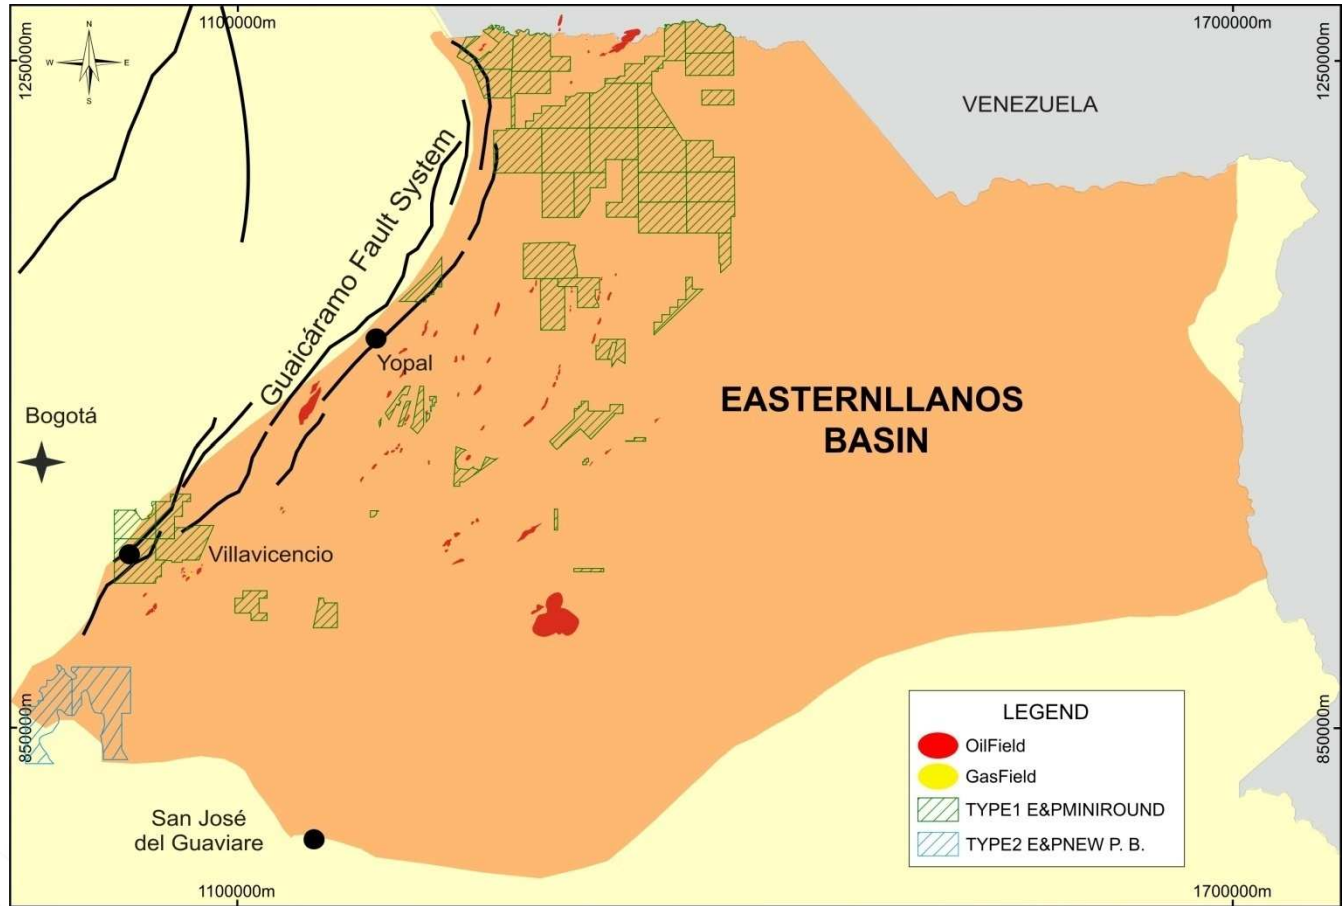 1100000m
1700000m
1250000m
1250000m
N
W
E
S
VENEZUELA
Guaicáramo Fault System
Yopal
EASTERNLLANOS
BASIN
Bogotá
Villavicencio
850000m
850000m
San José
del Guaviare
LEGEND
OilField
GasField
TYPE1 E&PMINIROUND
TYPE2 E&PNEW P. B.
1100000m
1700000m